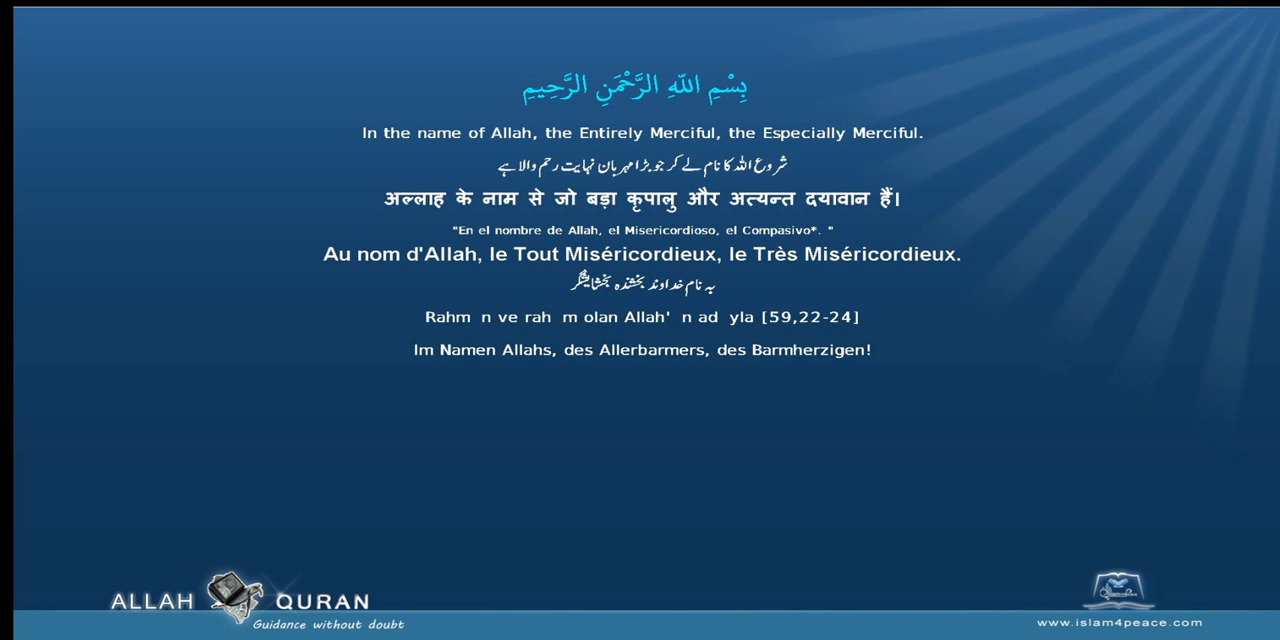 بِسْمِ اللَّهِ الرَّحْمَنِ الرَّحِيمِ
In the name of Allah, the Entirely Merciful, the Especially Merciful.
شروع اللہ کا نام لے کر جو بڑا مہربان نہایت رحم والا ہے
अल्लाह के नाम से जो बड़ा कृपालु और अत्यन्त दयावान हैं।
"En el nombre de Allah, el Misericordioso, el Compasivo*. "
Au nom d'Allah, le Tout Miséricordieux, le Très Miséricordieux.
به نام خداوند بخشنده بخشایشگر
Rahm n ve rah m olan Allah' n ad yla [59,22-24]
Im Namen Allahs, des Allerbarmers, des Barmherzigen!
ALLAH QURAN
Guidance without doubt
www.islam4peace.com